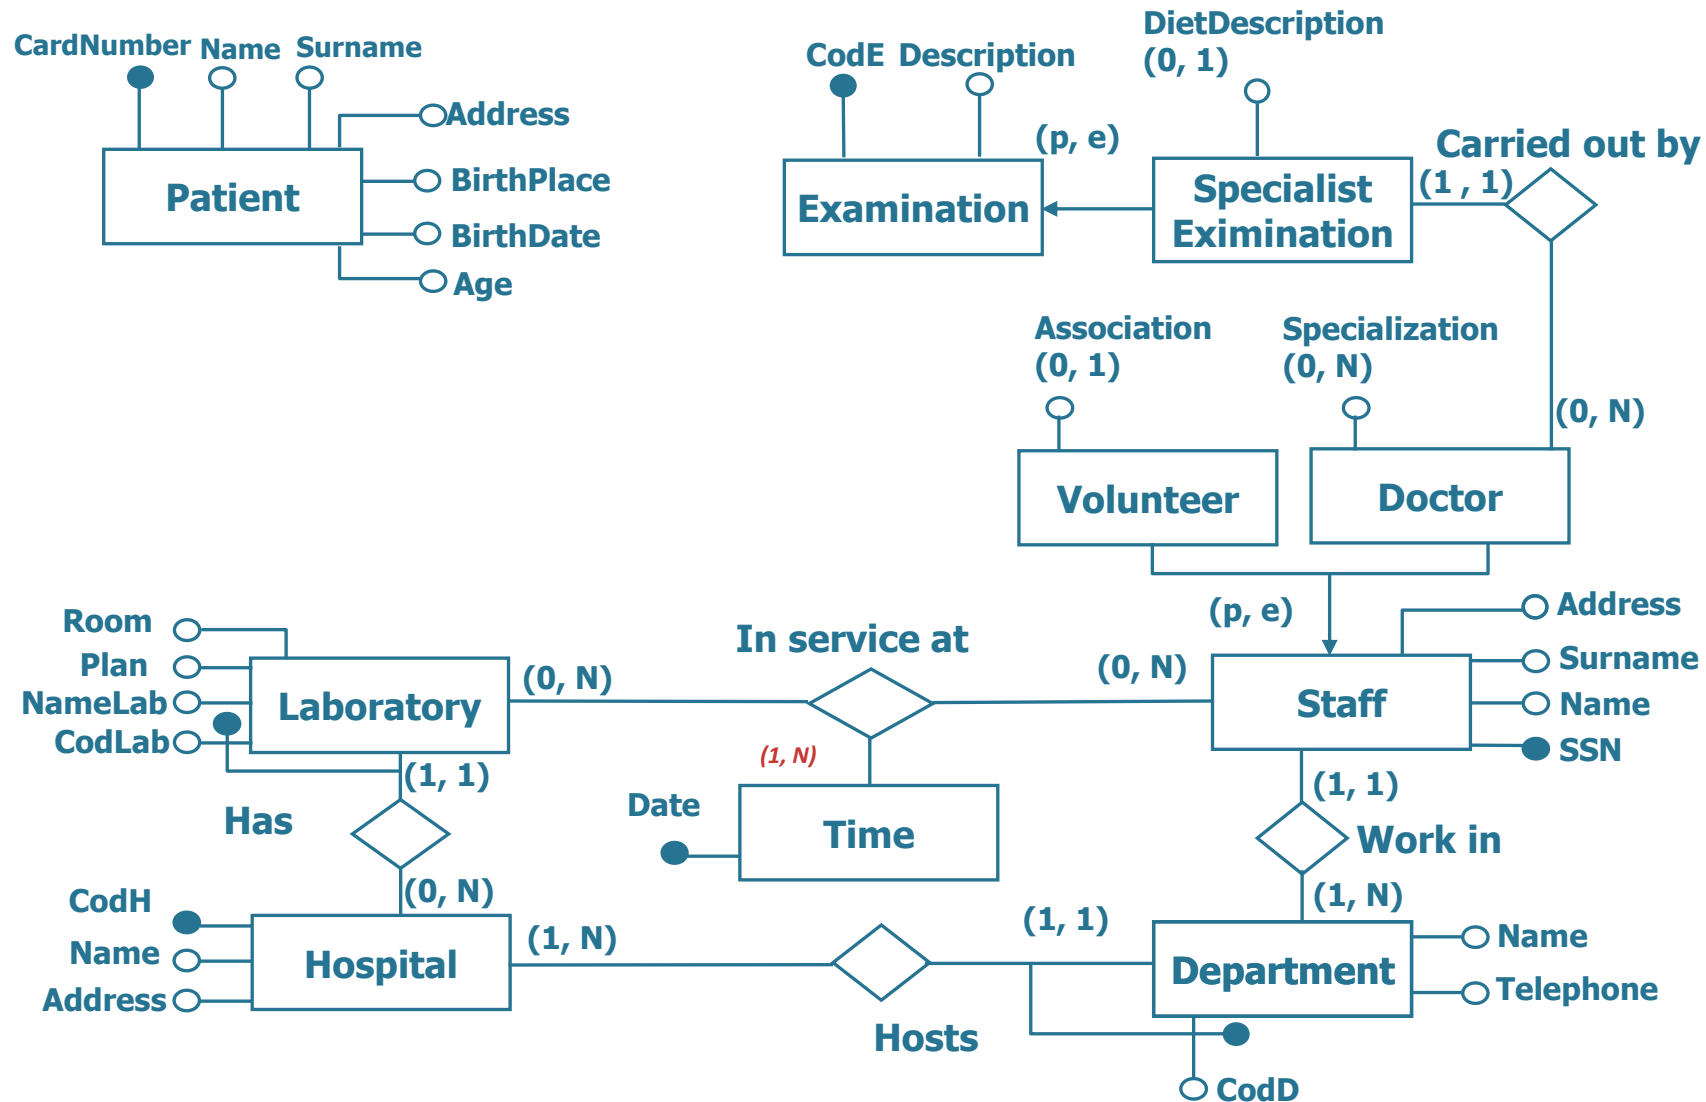 CardNumber
Name
Surname
Address
Patient
BirthPlace
BirthDate
Age
CodE
Description
DietDescription
(0, 1)
(p, e)
Examination
Specialist
Eximination
Carried out by
(1 , 1)
(0, N)
Association
(0, 1)
Specialization
(0, N)
Volunteer
Doctor
(p, e)
Address
Surname
Name
SSN
Staff
Room
Plan
NameLab
CodLab
Laboratory
(0, N)
In service at
(0, N)
(1, N)
Date
Time
(1, 1)
Has
(0, N)
(1, 1)
Work in
(1, N)
CodH
Name
Address
Hospital
(1, N)
Hosts
(1, 1)
Department
Name
Telephone
CodD